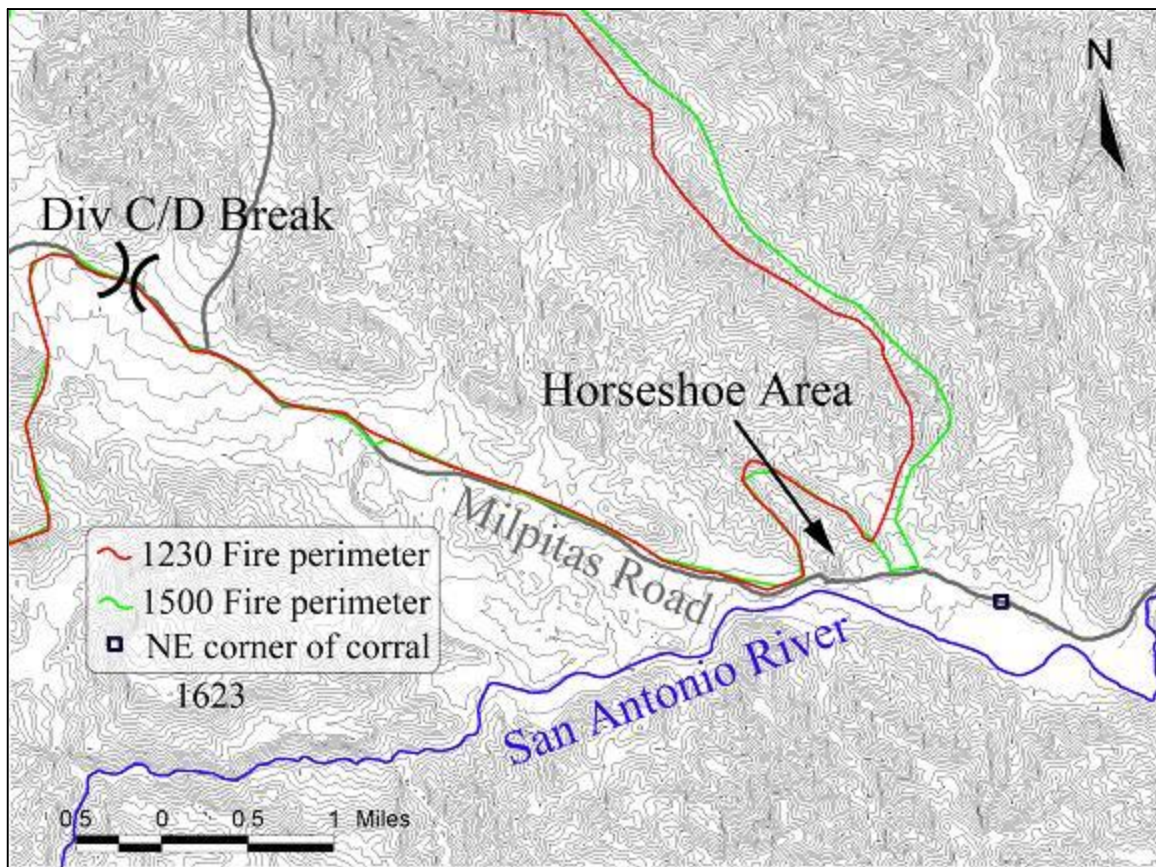 N
Div C/D Break
Horseshoe Area
Milpitas Road
1230 Fire perimeter
1500 Fire perimeter
NE corner of corral
1623
San Antonio River
0.5 0 0.5 1 Miles